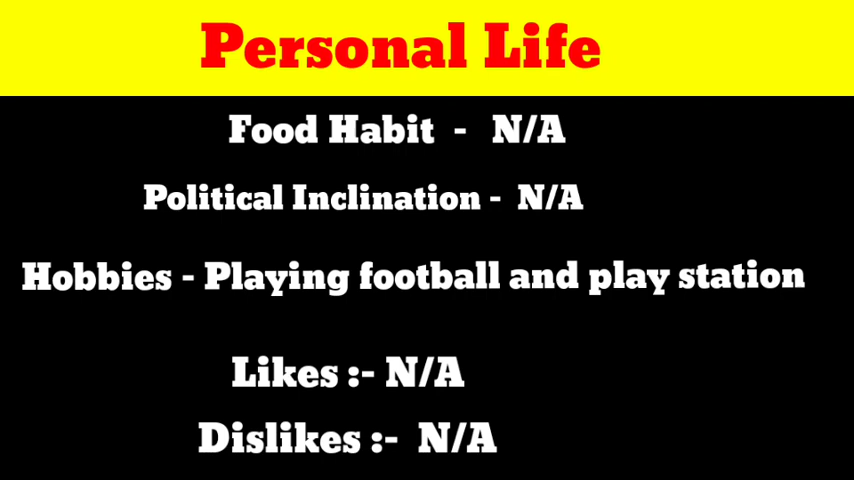 Personal Life
Food Habit - N/A
Political Inclination - N/A
Hobbies - Playing football and play station
Likes :- N/A
Dislikes :- N/A